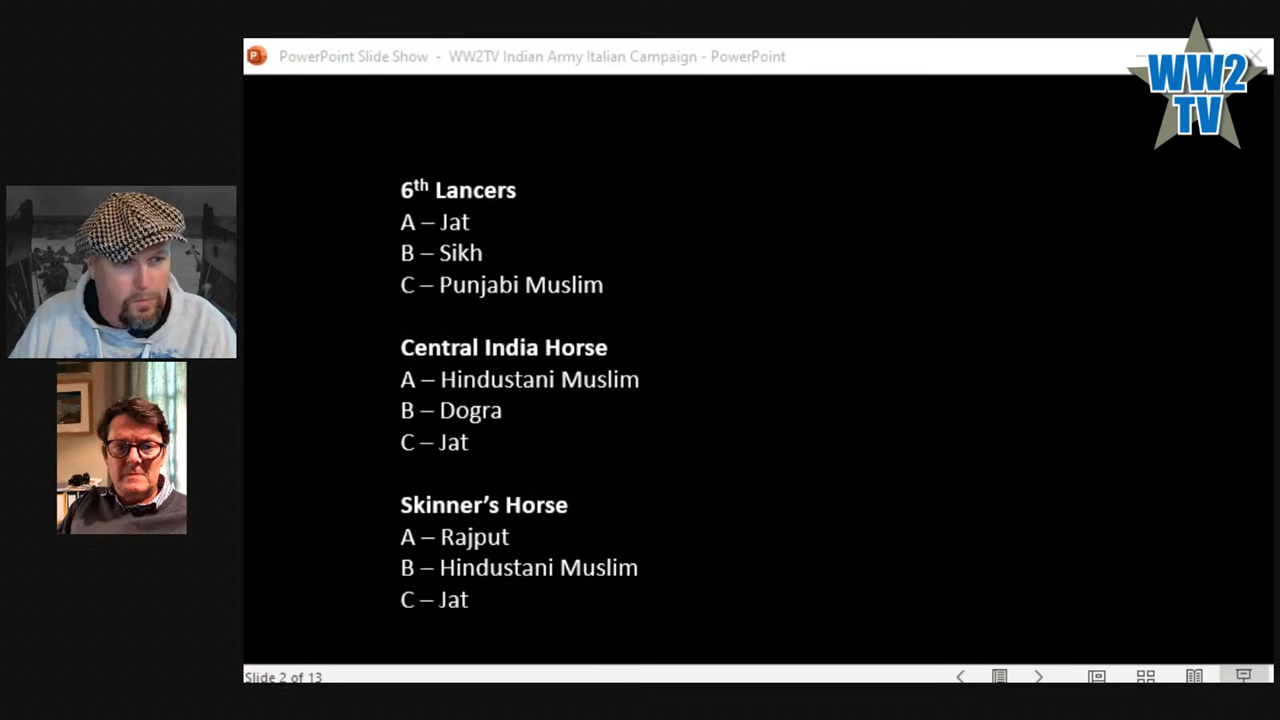 PowerPoint Slide Show - WW2TV Indian Army Italian Campaign - PowerPoint
WW2
TV
6th Lancers
A – Jat
B – Sikh
C – Punjabi Muslim
Central India Horse
A – Hindustani Muslim
B – Dogra
C – Jat
Skinner's Horse
A – Rajput
B – Hindustani Muslim
C – Jat
Slide 2 of 13